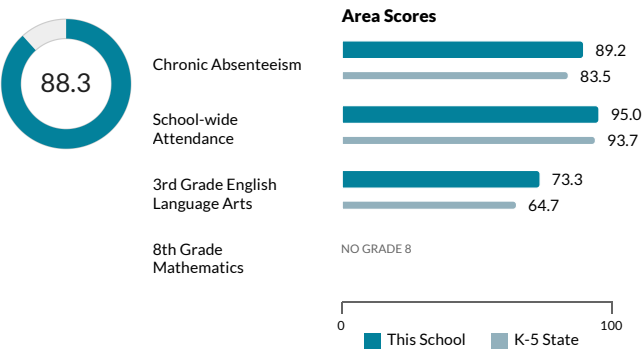 Area Scores
88.3
Chronic Absenteeism
89.2
83.5
School-wide
Attendance
95.0
93.7
3rd Grade English
Language Arts
73.3
64.7
8th Grade
Mathematics
NO GRADE 8
0
100
This School
K-5 State